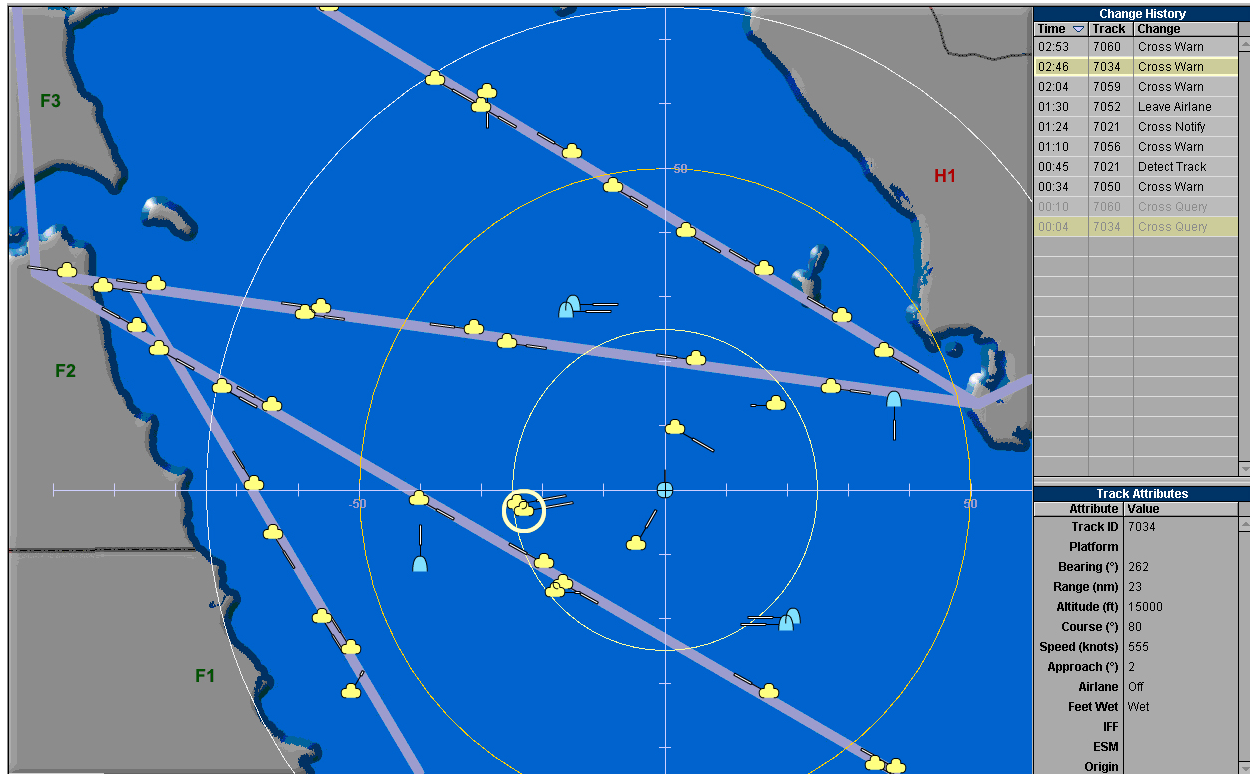 F3
H1
F2
F1
50
-50
50
Change History
Time Track Change
02:53 7060 Cross Warn
02:46 7034 Cross Warn
02:04 7059 Cross Warn
01:30 7052 Leave Airlane
01:24 7021 Cross Notify
01:10 7056 Cross Warn
00:45 7021 Detect Track
00:34 7050 Cross Warn
00:10 7060 Cross Query
00:04 7034 Cross Query
Track Attributes
Attribute Value
Track ID 7034
Platform
Bearing (°) 262
Range (nm) 23
Altitude (ft) 15000
Course (°) 80
Speed (knots) 555
Approach (°) 2
Airlane Off
Feet Wet Wet
IFF
ESM
Origin